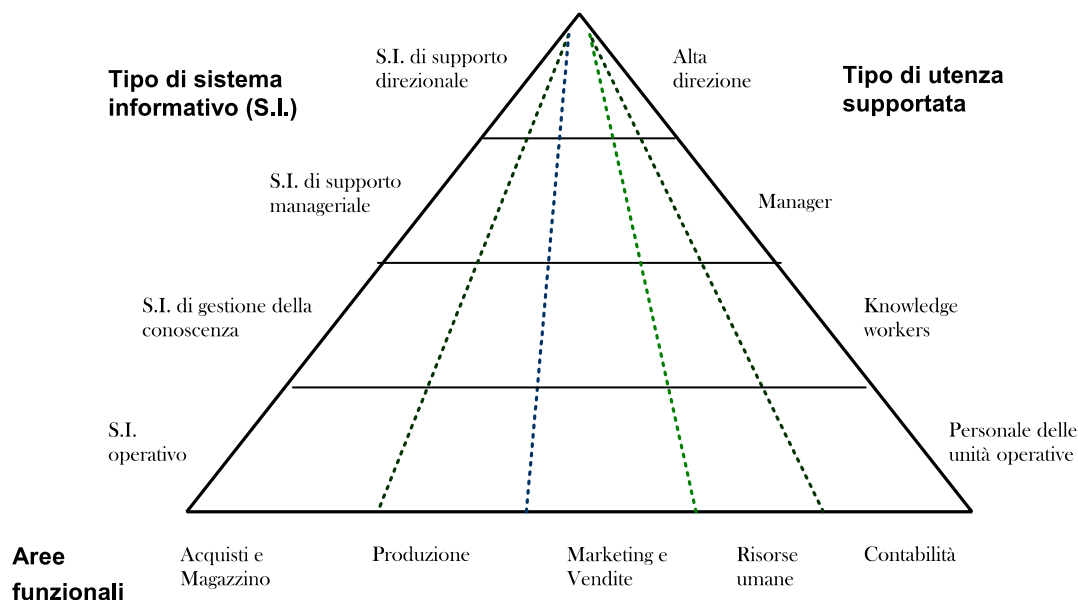 Tipo di sistema
informativo (S.I.)
S.I. di supporto
direzionale
Alta
direzione
Tipo di utenza
supportata
S.I. di supporto
manageriale
Manager
S.I. di gestione della
conoscenza
Knowledge
workers
S.I.
operativo
Personale delle
unità operative
Aree
funzionali
Acquisti e
Magazzino
Produzione
Marketing e
Vendite
Risorse
umane
Contabilità